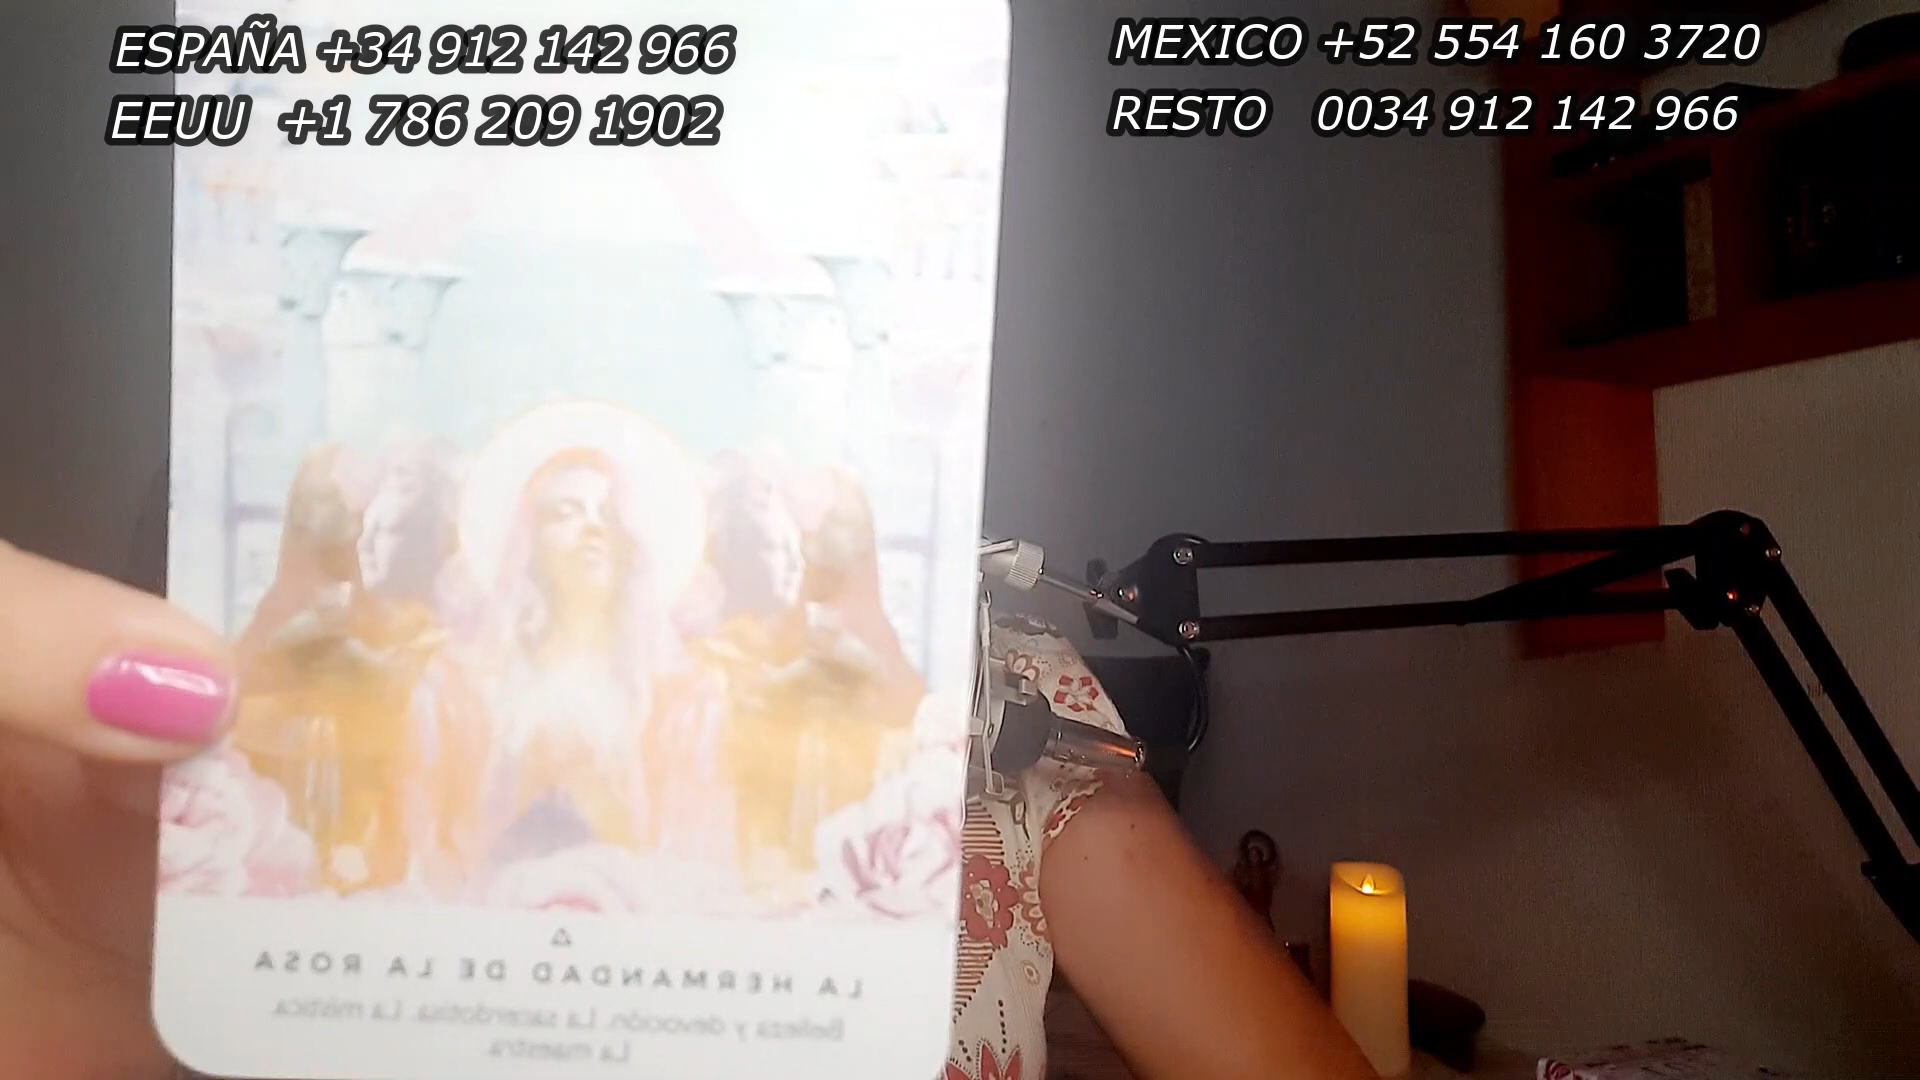 ESPAÑA +34 912 142 966
EEUU +1 786 209 1902
MEXICO +52 554 160 3720
RESTO 0034 912 142 966
LA HERMANDAD DE LA ROSA
Belleza y devoción. La sacerdotisa. La mística.
La maestra.